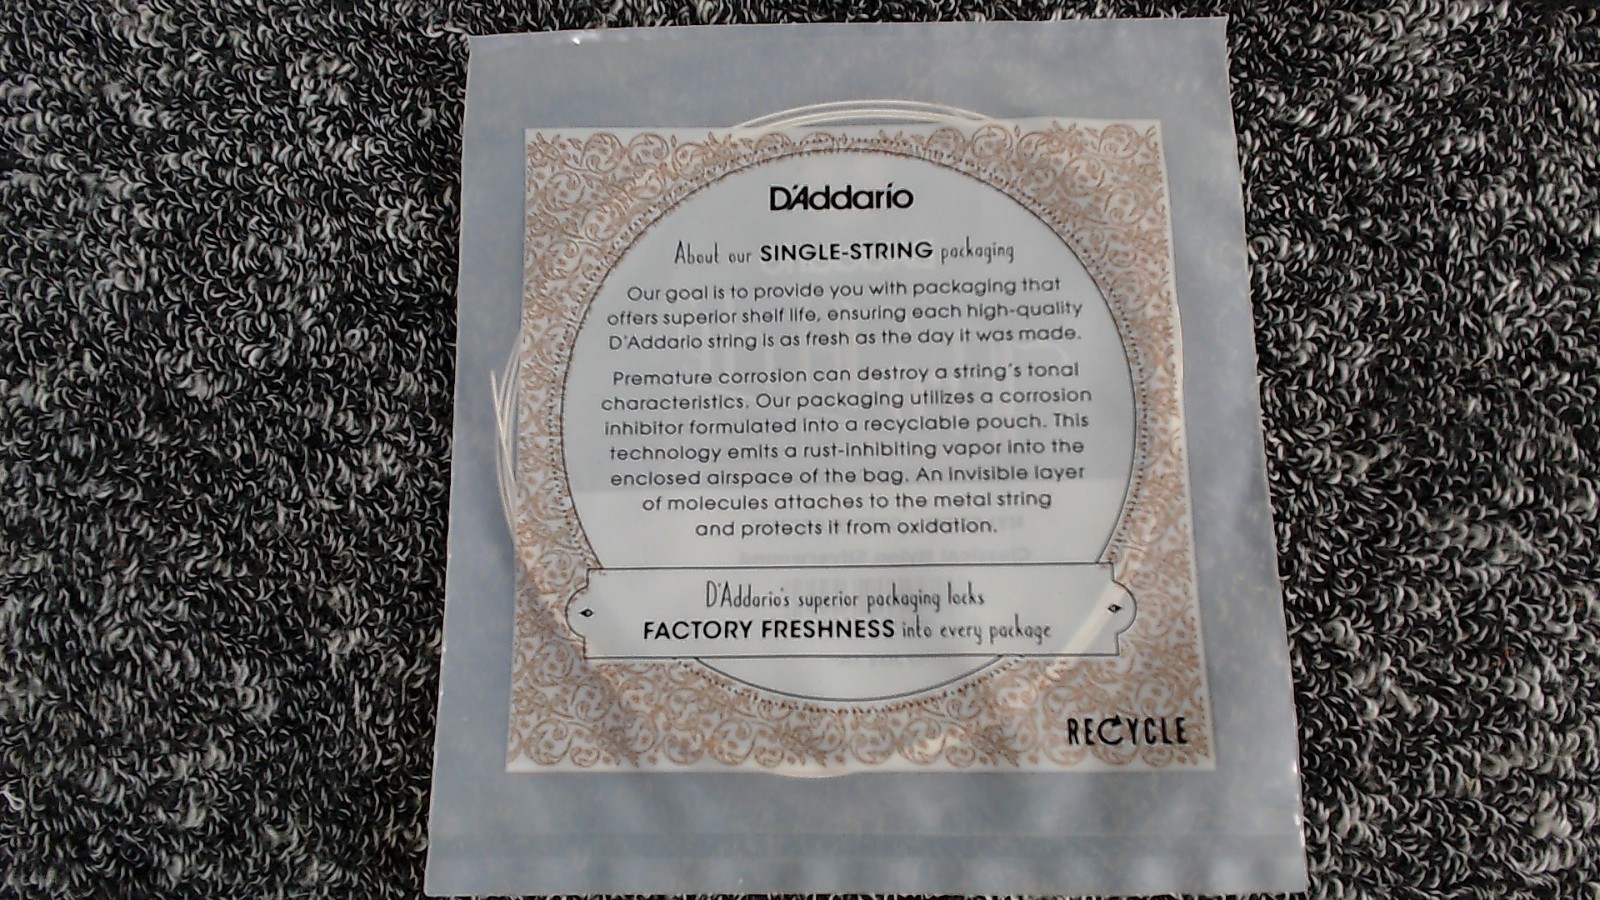 D'Addario
About our SINGLE-STRING packaging
Our goal is to provide you with packaging that
offers superior shelf life, ensuring each high-quality
D'Addario string is as fresh as the day it was made.
Premature corrosion can destroy a string's tonal
characteristics. Our packaging utilizes a corrosion
inhibitor formulated into a recyclable pouch. This
technology emits a rust-inhibiting vapor into the
enclosed airspace of the bag. An invisible layer
of molecules attaches to the metal string
and protects it from oxidation.
D'Addario's superior packaging locks
FACTORY FRESHNESS into every package
RECYCLE